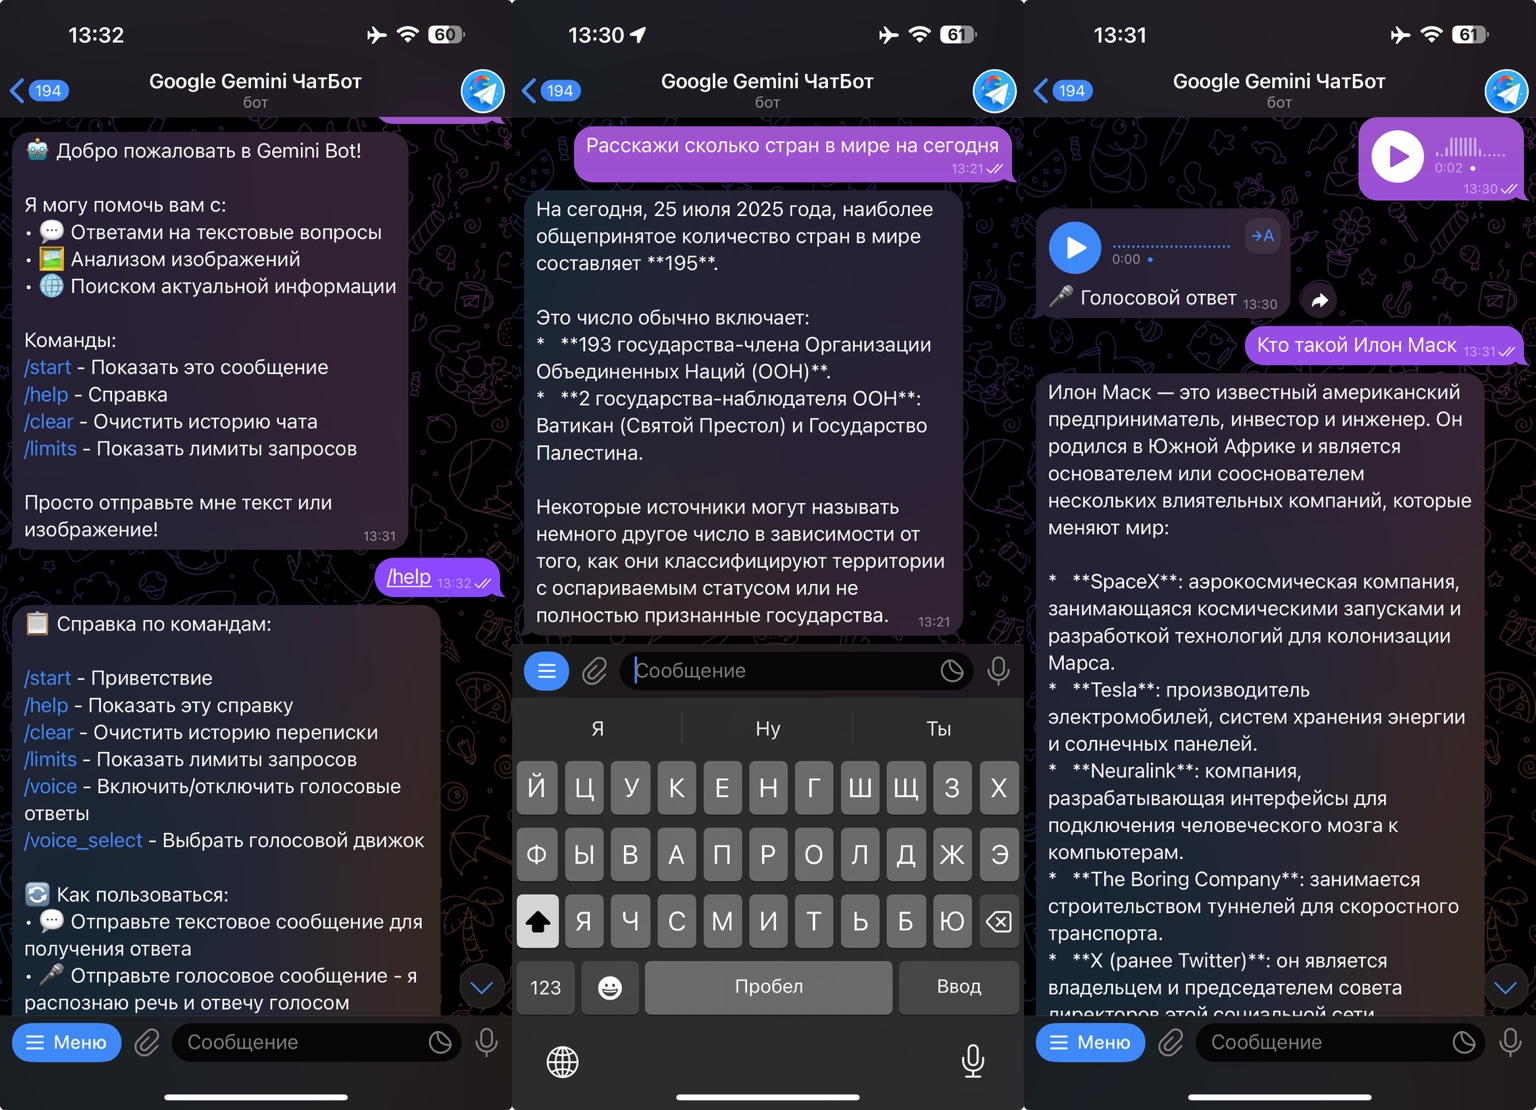 13:32
60
194
Google Gemini ЧатБот
бот
🤖 Добро пожаловать в Gemini Bot!
Я могу помочь вам с:
• 💬 Ответами на текстовые вопросы
• 🖼 Анализом изображений
• 🌐 Поиском актуальной информации
Команды:
/start - Показать это сообщение
/help - Справка
/clear - Очистить историю чата
/limits - Показать лимиты запросов
Просто отправьте мне текст или
изображение!
13:31
/help 13:32
📋 Справка по командам:
/start - Приветствие
/help - Показать эту справку
/clear - Очистить историю переписки
/limits - Показать лимиты запросов
/voice - Включить/отключить голосовые
ответы
/voice_select - Выбрать голосовой движок
🔄 Как пользоваться:
• 💬 Отправьте текстовое сообщение для
получения ответа
• 🎤 Отправьте голосовое сообщение - я
распознаю речь и отвечу голосом
Меню
Сообщение
13:30
61
194
Google Gemini ЧатБот
бот
Расскажи сколько стран в мире на сегодня
13:21
На сегодня, 25 июля 2025 года, наиболее
общепринятое количество стран в мире
составляет **195**.
Это число обычно включает:
* **193 государства-члена Организации
Объединенных Наций (ООН)**.
* **2 государства-наблюдателя ООН**:
Ватикан (Святой Престол) и Государство
Палестина.
Некоторые источники могут называть
немного другое число в зависимости от
того, как они классифицируют территории
с оспариваемым статусом или не
полностью признанные государства.
13:21
Сообщение
Я Ну Ты
Й Ц У К Е Н Г Ш Щ З Х
Ф Ы В А П Р О Л Д Ж Э
Я Ч С М И Т Ь Б Ю
123 Пробел Ввод
13:31
61
194
Google Gemini ЧатБот
бот
0:02
13:30
→A
0:00
🎤 Голосовой ответ 13:30
Кто такой Илон Маск 13:31
Илон Маск — это известный американский
предприниматель, инвестор и инженер. Он
родился в Южной Африке и является
основателем или сооснователем
нескольких влиятельных компаний, которые
меняют мир:
* **SpaceX**: аэрокосмическая компания,
занимающаяся космическими запусками и
разработкой технологий для колонизации
Марса.
* **Tesla**: производитель
электромобилей, систем хранения энергии
и солнечных панелей.
* **Neuralink**: компания,
разрабатывающая интерфейсы для
подключения человеческого мозга к
компьютерам.
* **The Boring Company**: занимается
строительством туннелей для скоростного
транспорта.
* **X (ранее Twitter)**: он является
владельцем и председателем совета
директоров этой социальной сети
Меню
Сообщение